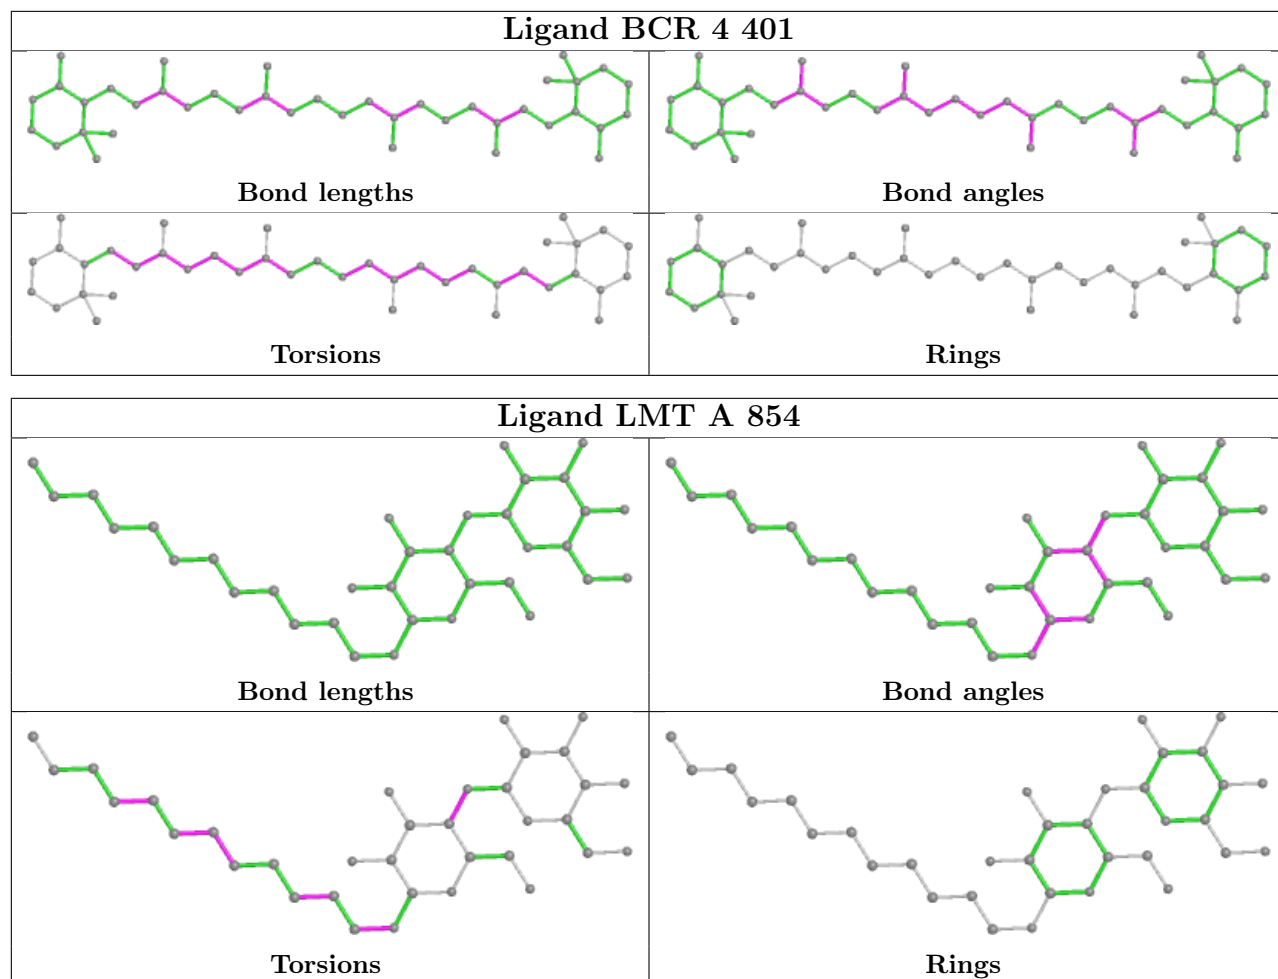 Ligand BCR 4 401
Bond lengths
Bond angles
Torsions
Rings
Ligand LMT A 854
Bond lengths
Bond angles
Torsions
Rings